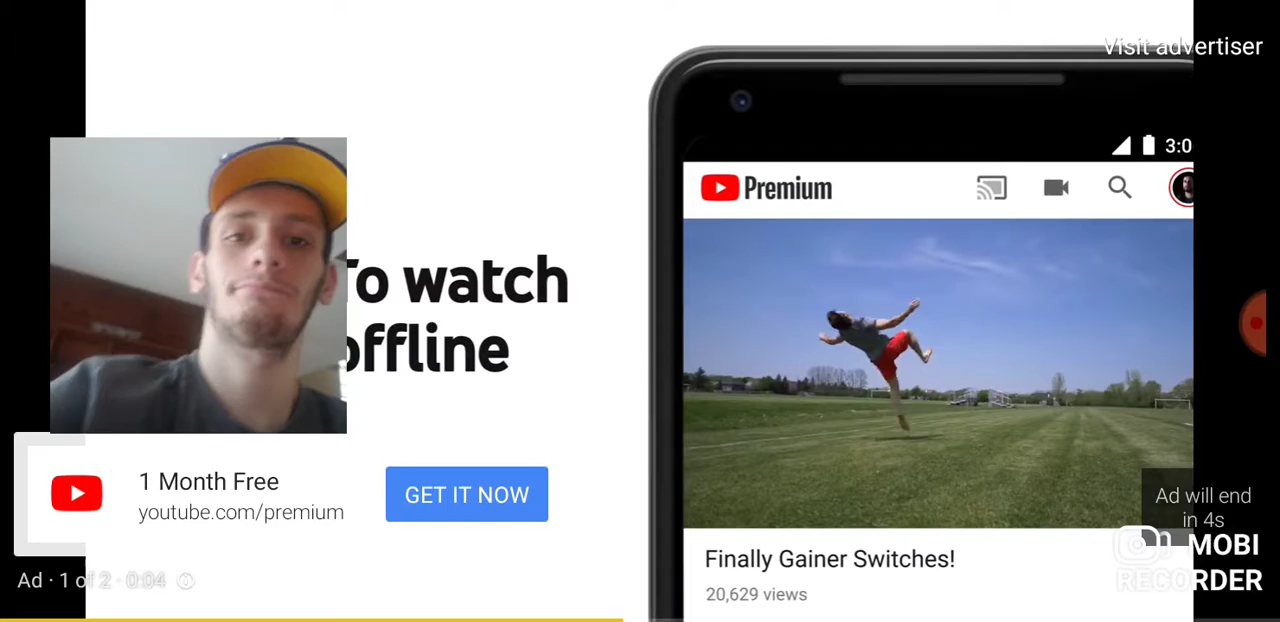 Visit advertiser
3:0
Premium
To watch
offline
1 Month Free
youtube.com/premium
GET IT NOW
Ad will end
in 4s
Finally Gainer Switches!
20,629 views
MOBI
RECORDER
Ad · 1 of 2 · 0:04